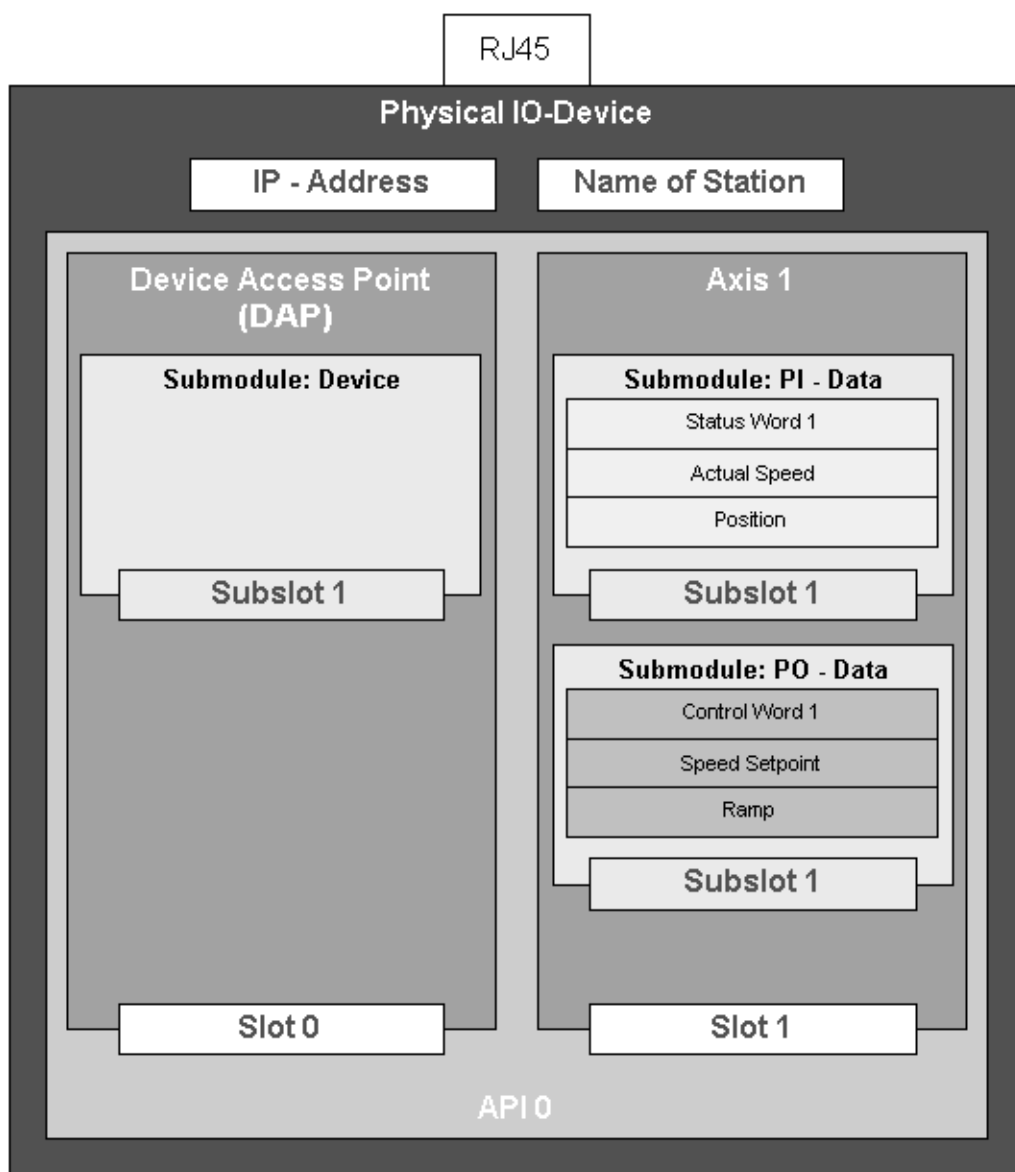 RJ45
Physical IO-Device
IP - Address
Name of Station
Device Access Point
(DAP)
Submodule: Device
Subslot 1
Slot 0
Axis 1
Submodule: PI - Data
Status Word 1
Actual Speed
Position
Subslot 1
Submodule: PO - Data
Control Word 1
Speed Setpoint
Ramp
Subslot 1
Slot 1
API 0